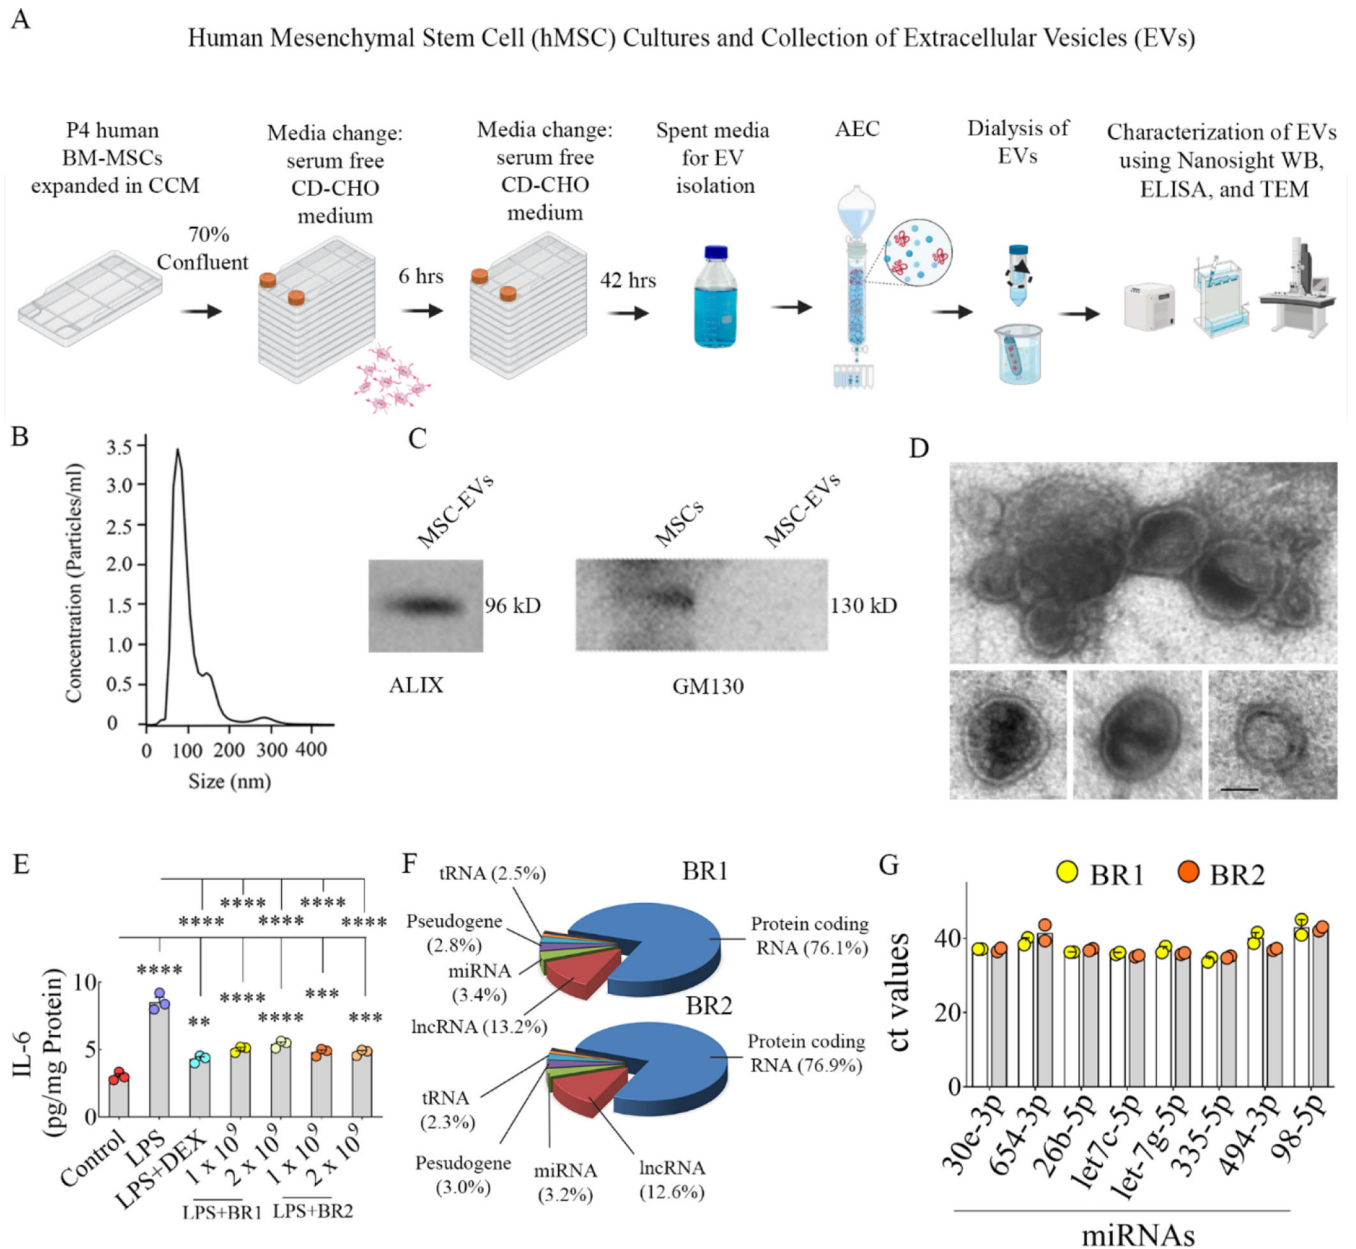 A
Human Mesenchymal Stem Cell (hMSC) Cultures and Collection of Extracellular Vesicles (EVs)
P4 human
BM-MSCs
expanded in CCM
70%
Confluent
Media change:
serum free
CD-CHO
medium
6 hrs
Media change:
serum free
CD-CHO
medium
42 hrs
Spent media
for EV
isolation
AEC
Dialysis of
EVs
Characterization of EVs
using Nanosight WB,
ELISA, and TEM
B
Concentration (Particles/ml)
3.5
3.0
2.5
2.0
1.5
1.0
0.5
0
0 100 200 300 400
Size (nm)
C
MSC-EVs
96 kD
ALIX
MSCs
MSC-EVs
130 kD
GM130
D
E
IL-6
(pg/mg Protein)
10
5
0
****
****
****
****
****
****
**
****
****
***
***
Control
LPS
LPS+DEX
1 x 10⁹
2 x 10⁹
1 x 10⁹
2 x 10⁹
LPS+BR1
LPS+BR2
F
BR1
tRNA (2.5%)
Pseudogene
(2.8%)
miRNA
(3.4%)
lncRNA (13.2%)
Protein coding
RNA (76.1%)
BR2
Protein coding
RNA (76.9%)
tRNA
(2.3%)
Pesudogene
(3.0%)
miRNA
(3.2%)
lncRNA
(12.6%)
G
BR1
BR2
ct values
40
20
0
30e-3p
654-3p
26b-5p
let7c-5p
let-7g-5p
335-5p
494-3p
98-5p
miRNAs